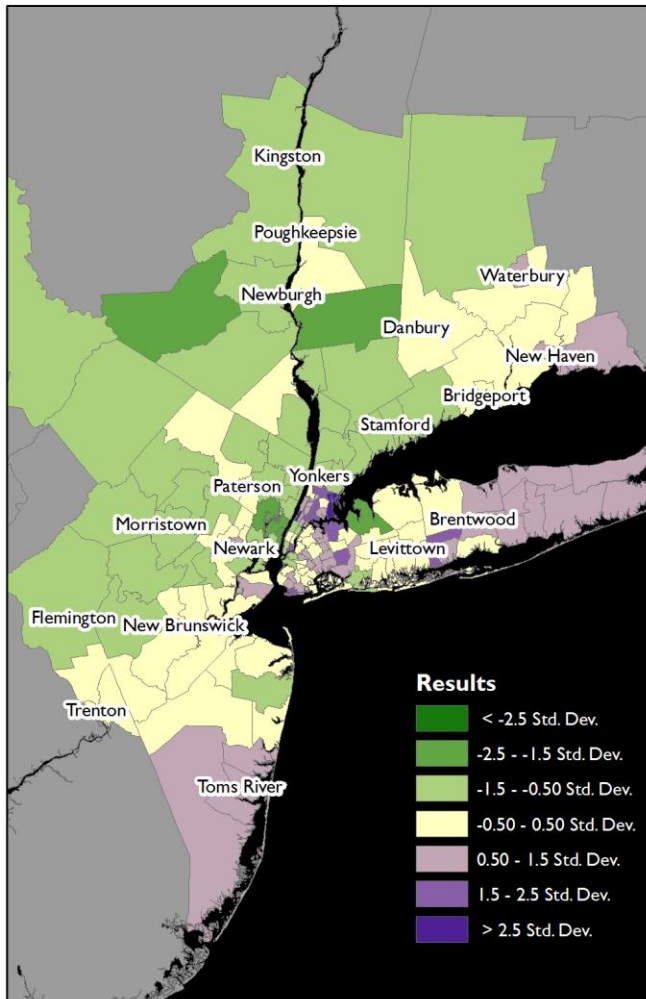 Kingston
Poughkeepsie
Newburgh
Waterbury
Danbury
New Haven
Bridgeport
Stamford
Yonkers
Paterson
Morristown
Brentwood
Newark
Levittown
Flemington
New Brunswick
Trenton
Toms River
Results
< -2.5 Std. Dev.
-2.5 - -1.5 Std. Dev.
-1.5 - -0.50 Std. Dev.
-0.50 - 0.50 Std. Dev.
0.50 - 1.5 Std. Dev.
1.5 - 2.5 Std. Dev.
> 2.5 Std. Dev.